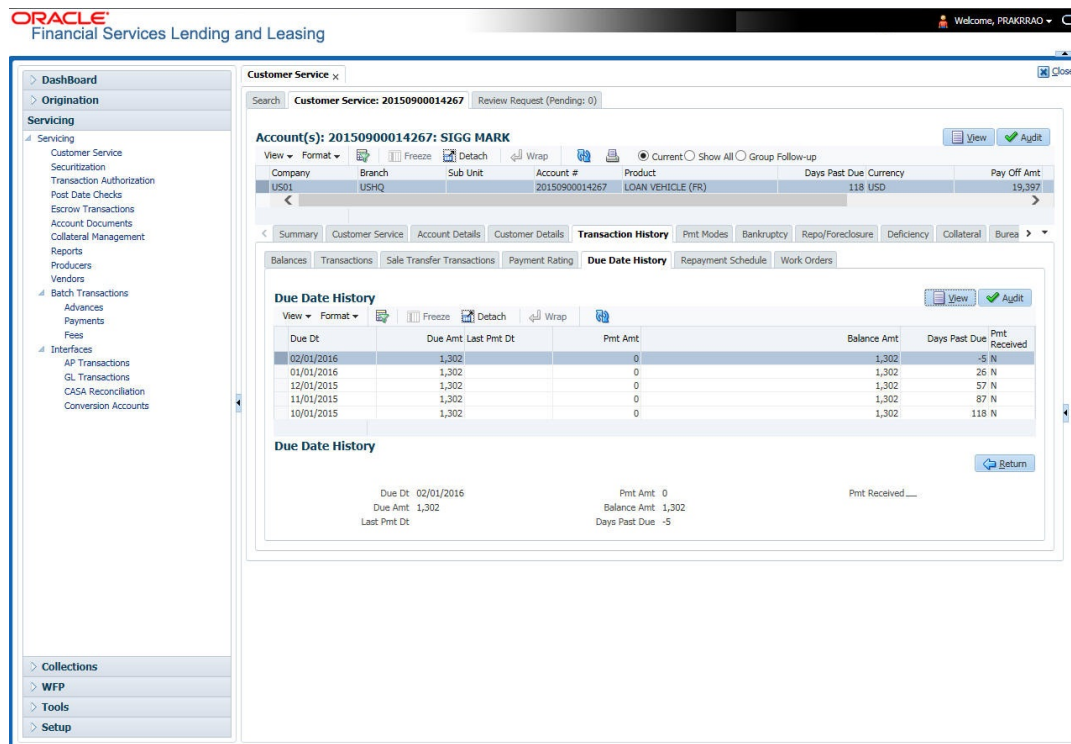 ORACLE
Financial Services Lending and Leasing
Welcome, PRAKRRAO
Close
DashBoard
Origination
Servicing
Servicing
Customer Service
Securitization
Transaction Authorization
Post Date Checks
Escrow Transactions
Account Documents
Collateral Management
Reports
Producers
Vendors
Batch Transactions
Advances
Payments
Fees
Interfaces
AP Transactions
GL Transactions
CASA Reconciliation
Conversion Accounts
Collections
WFP
Tools
Setup
Customer Service x
Search Customer Service: 20150900014267 Review Request (Pending: 0)
Account(s): 20150900014267: SIGG MARK
View Audit
View Format Freeze Detach Wrap Current Show All Group Follow-up
Company Branch Sub Unit Account # Product Days Past Due Currency Pay Off Amt
US01 USHQ 20150900014267 LOAN VEHICLE (FR) 118 USD 19,397
Summary Customer Service Account Details Customer Details Transaction History Pmt Modes Bankruptcy Repo/Foreclosure Deficiency Collateral Burea
Balances Transactions Sale Transfer Transactions Payment Rating Due Date History Repayment Schedule Work Orders
Due Date History
View Audit
View Format Freeze Detach Wrap
Due Dt Due Amt Last Pmt Dt Pmt Amt Balance Amt Days Past Due Pmt Received
02/01/2016 1,302 0 1,302 -5 N
01/01/2016 1,302 0 1,302 26 N
12/01/2015 1,302 0 1,302 57 N
11/01/2015 1,302 0 1,302 87 N
10/01/2015 1,302 0 1,302 118 N
Due Date History
Return
Due Dt 02/01/2016 Pmt Amt 0 Pmt Received
Due Amt 1,302 Balance Amt 1,302
Last Pmt Dt Days Past Due -5